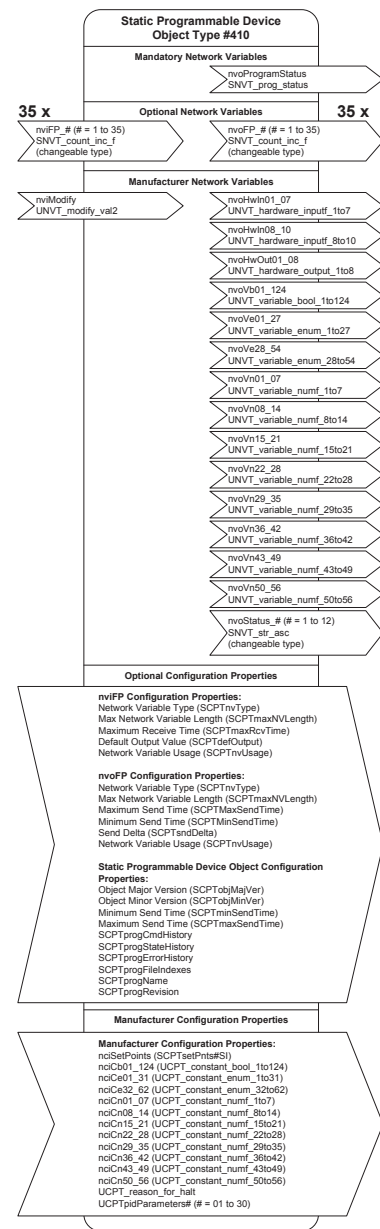 Static Programmable Device
Object Type #410
Mandatory Network Variables
nvoProgramStatus
SNVT_prog_status
35 x
Optional Network Variables
35 x
nviFP_# (# = 1 to 35)
SNVT_count_inc_f
(changeable type)
nvoFP_# (# = 1 to 35)
SNVT_count_inc_f
(changeable type)
Manufacturer Network Variables
nviModify
UNVT_modify_val2
nvoHwIn01_07
UNVT_hardware_inputf_1to7
nvoHwIn08_10
UNVT_hardware_inputf_8to10
nvoHwOut01_08
UNVT_hardware_output_1to8
nvoVb01_124
UNVT_variable_bool_1to124
nvoVe01_27
UNVT_variable_enum_1to27
nvoVe28_54
UNVT_variable_enum_28to54
nvoVn01_07
UNVT_variable_numf_1to7
nvoVn08_14
UNVT_variable_numf_8to14
nvoVn15_21
UNVT_variable_numf_15to21
nvoVn22_28
UNVT_variable_numf_22to28
nvoVn29_35
UNVT_variable_numf_29to35
nvoVn36_42
UNVT_variable_numf_36to42
nvoVn43_49
UNVT_variable_numf_43to49
nvoVn50_56
UNVT_variable_numf_50to56
nvoStatus_# (# = 1 to 12)
SNVT_str_asc
(changeable type)
Optional Configuration Properties
nviFP Configuration Properties:
Network Variable Type (SCPTnvType)
Max Network Variable Length (SCPTmaxNVLength)
Maximum Receive Time (SCPTmaxRcvTime)
Default Output Value (SCPTdefOutput)
Network Variable Usage (SCPTnvUsage)
nvoFP Configuration Properties:
Network Variable Type (SCPTnvType)
Max Network Variable Length (SCPTmaxNVLength)
Maximum Send Time (SCPTMaxSendTime)
Minimum Send Time (SCPTMinSendTime)
Send Delta (SCPTsndDelta)
Network Variable Usage (SCPTnvUsage)
Static Programmable Device Object Configuration
Properties:
Object Major Version (SCPTobjMajVer)
Object Minor Version (SCPTobjMinVer)
Minimum Send Time (SCPTminSendTime)
Maximum Send Time (SCPTmaxSendTime)
SCPTprogCmdHistory
SCPTprogStateHistory
SCPTprogErrorHistory
SCPTprogFileIndexes
SCPTprogName
SCPTprogRevision
Manufacturer Configuration Properties
Manufacturer Configuration Properties:
nciSetPoints (SCPTsetPnts#SI)
nciCb01_124 (UCPT_constant_bool_1to124)
nciCe01_31 (UCPT_constant_enum_1to31)
nciCe32_62 (UCPT_constant_enum_32to62)
nciCn01_07 (UCPT_constant_numf_1to7)
nciCn08_14 (UCPT_constant_numf_8to14)
nciCn15_21 (UCPT_constant_numf_15to21)
nciCn22_28 (UCPT_constant_numf_22to28)
nciCn29_35 (UCPT_constant_numf_29to35)
nciCn36_42 (UCPT_constant_numf_36to42)
nciCn43_49 (UCPT_constant_numf_43to49)
nciCn50_56 (UCPT_constant_numf_50to56)
UCPT_reason_for_halt
UCPTpidParameters# (# = 01 to 30)